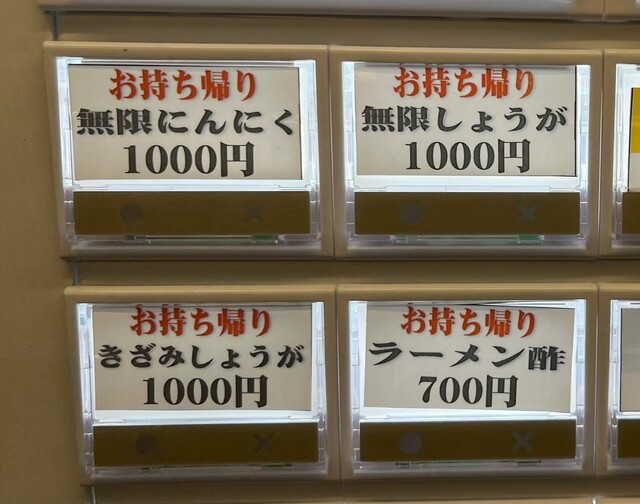 お持ち帰り
無限にんにく
1000円
お持ち帰り
無限しょうが
1000円
お持ち帰り
きざみしょうが
1000円
お持ち帰り
ラーメン酢
700円